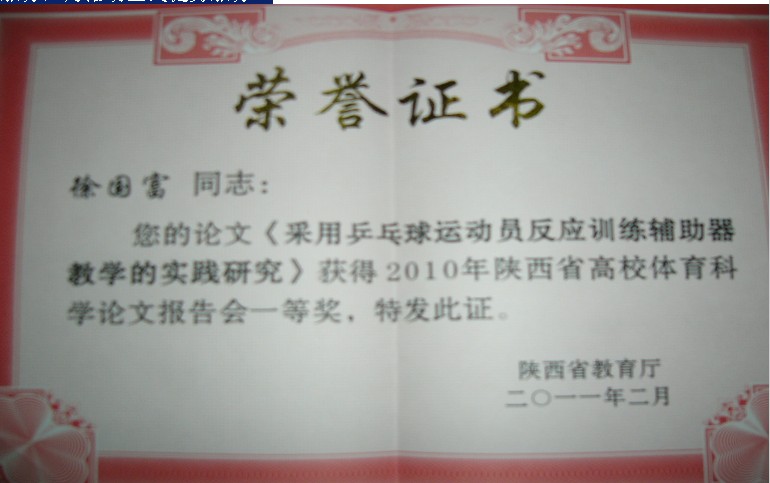 荣誉证书
徐国富 同志：
您的论文《采用乒乓球运动员反应训练辅助器
教学的实践研究》获得2010年陕西省高校体育科
学论文报告会一等奖，特发此证。
陕西省教育厅
二〇一一年二月